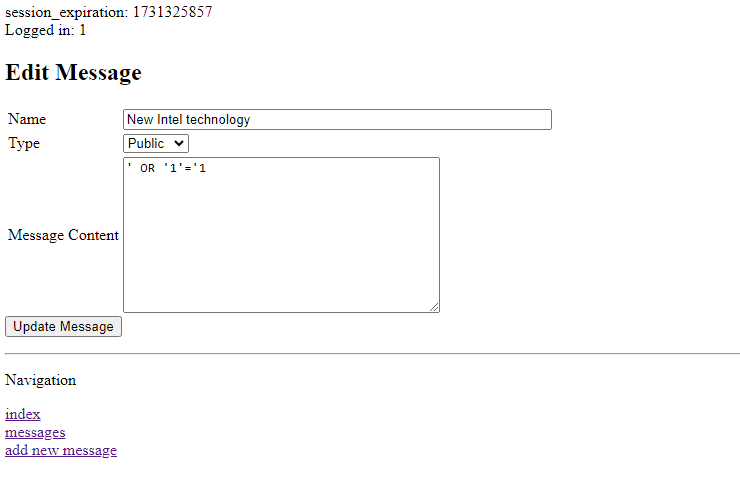 session_expiration: 1731325857
Logged in: 1
Edit Message
Name New Intel technology
Type Public
' OR '1'='1
Message Content
Update Message
Navigation
index
messages
add new message